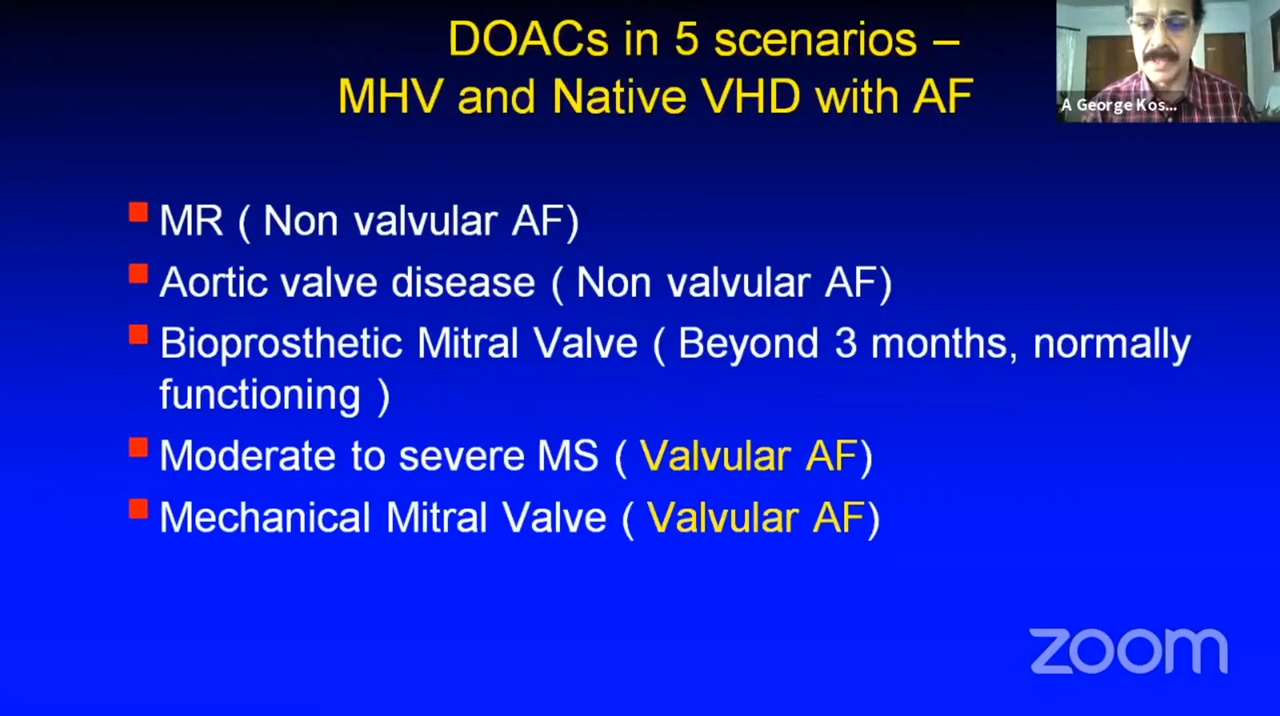 DOACs in 5 scenarios –
MHV and Native VHD with AF
A George Kos...
MR ( Non valvular AF)
Aortic valve disease ( Non valvular AF)
Bioprosthetic Mitral Valve ( Beyond 3 months, normally
functioning )
Moderate to severe MS ( Valvular AF)
Mechanical Mitral Valve ( Valvular AF)
zoom